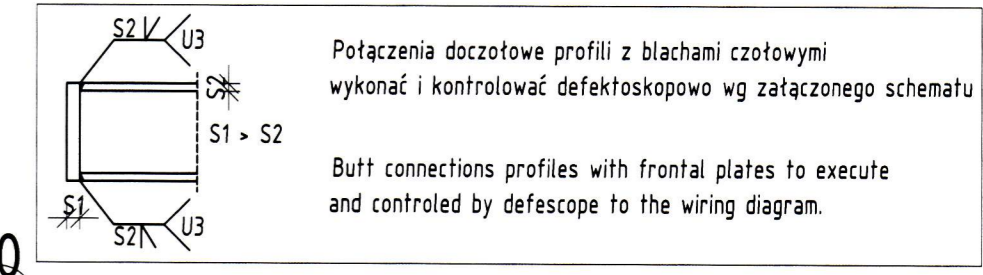 S2 U3
S2
S1 > S2
S1
S2 U3
Połączenia doczołowe profili z blachami czołowymi
wykonać i kontrolować defektoskopowo wg załączonego schematu
Butt connections profiles with frontal plates to execute
and controled by defescope to the wiring diagram.